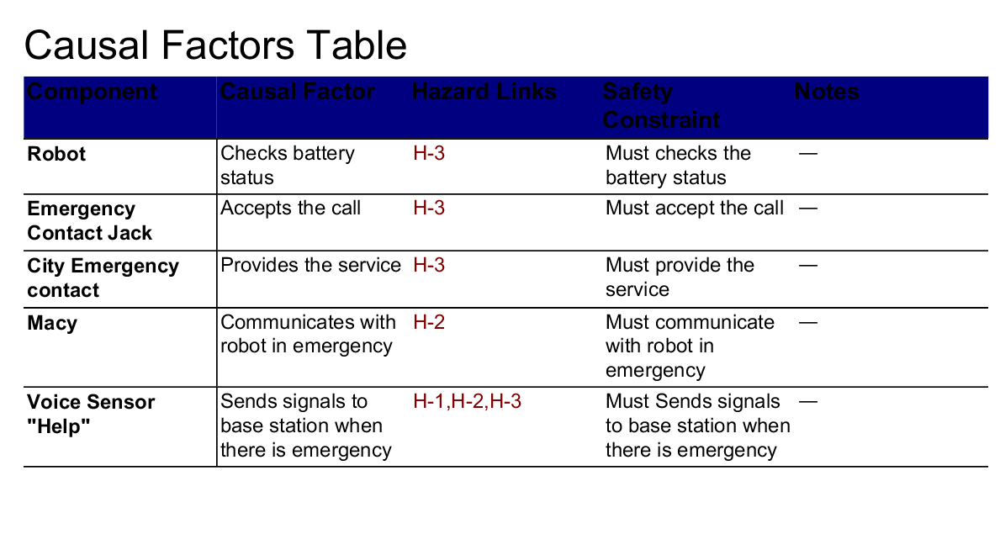 Causal Factors Table
Component Causal Factor Hazard Links Safety Constraint Notes
Robot Checks battery status H-3 Must checks the battery status —
Emergency Contact Jack Accepts the call H-3 Must accept the call —
City Emergency contact Provides the service H-3 Must provide the service —
Macy Communicates with robot in emergency H-2 Must communicate with robot in emergency —
Voice Sensor "Help" Sends signals to base station when there is emergency H-1,H-2,H-3 Must Sends signals to base station when there is emergency —